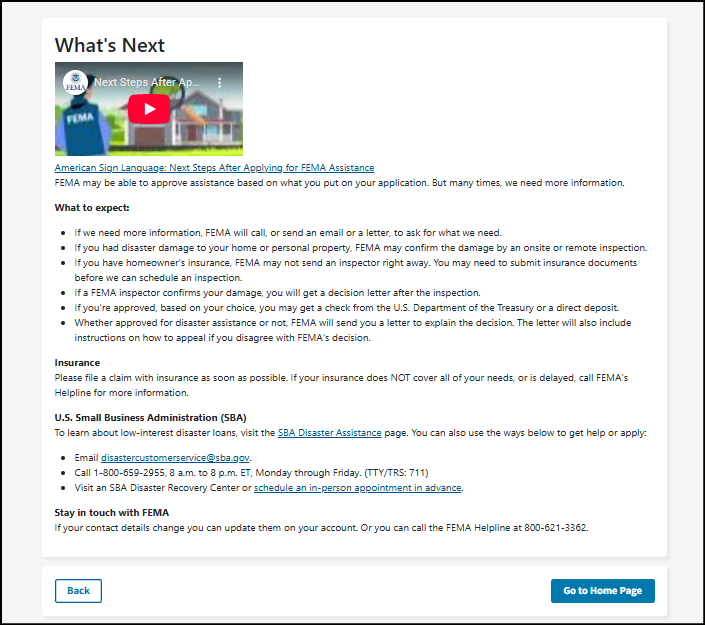 What's Next
FEMA
Next Steps After Ap...
FEMA
American Sign Language: Next Steps After Applying for FEMA Assistance
FEMA may be able to approve assistance based on what you put on your application. But many times, we need more information.
What to expect:
If we need more information, FEMA will call, or send an email or a letter, to ask for what we need.
If you had disaster damage to your home or personal property, FEMA may confirm the damage by an onsite or remote inspection.
If you have homeowner's insurance, FEMA may not send an inspector right away. You may need to submit insurance documents
before we can schedule an inspection.
If a FEMA inspector confirms your damage, you will get a decision letter after the inspection.
If you're approved, based on your choice, you may get a check from the U.S. Department of the Treasury or a direct deposit.
Whether approved for disaster assistance or not, FEMA will send you a letter to explain the decision. The letter will also include
instructions on how to appeal if you disagree with FEMA's decision.
Insurance
Please file a claim with insurance as soon as possible. If your insurance does NOT cover all of your needs, or is delayed, call FEMA's
Helpline for more information.
U.S. Small Business Administration (SBA)
To learn about low-interest disaster loans, visit the SBA Disaster Assistance page. You can also use the ways below to get help or apply:
Email disastercustomerservice@sba.gov.
Call 1-800-659-2955, 8 a.m. to 8 p.m. ET, Monday through Friday. (TTY/TRS: 711)
Visit an SBA Disaster Recovery Center or schedule an in-person appointment in advance.
Stay in touch with FEMA
If your contact details change you can update them on your account. Or you can call the FEMA Helpline at 800-621-3362.
Back
Go to Home Page